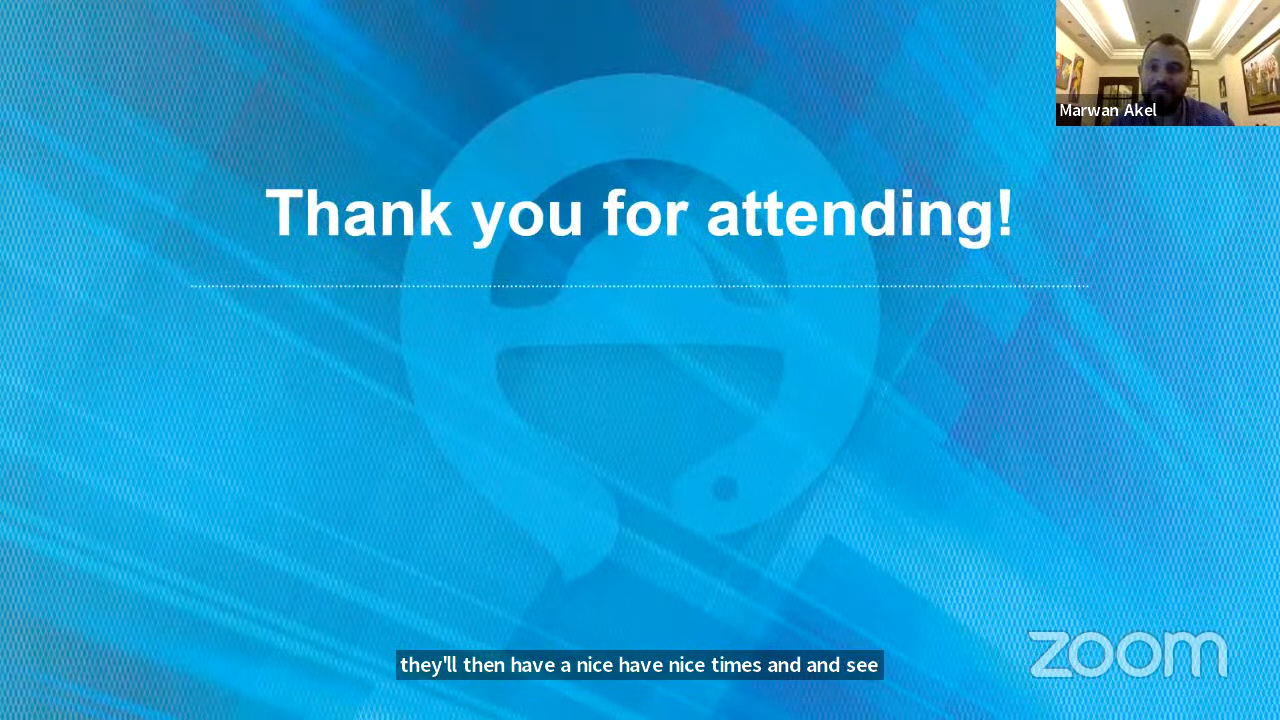 Marwan Akel
Thank you for attending!
zoom
they'll then have a nice have nice times and and see